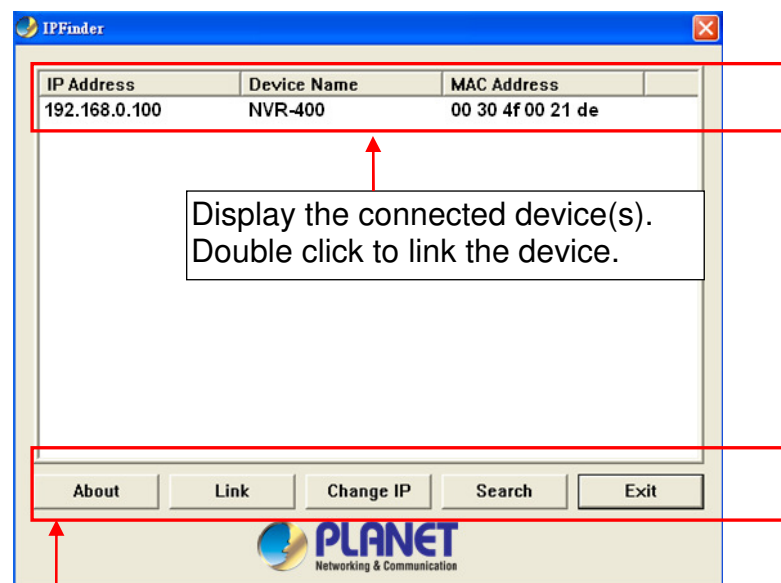 IPFinder
IP Address Device Name MAC Address
192.168.0.100 NVR-400 00 30 4f 00 21 de
Display the connected device(s).
Double click to link the device.
About Link Change IP Search Exit
PLANET
Networking & Communication